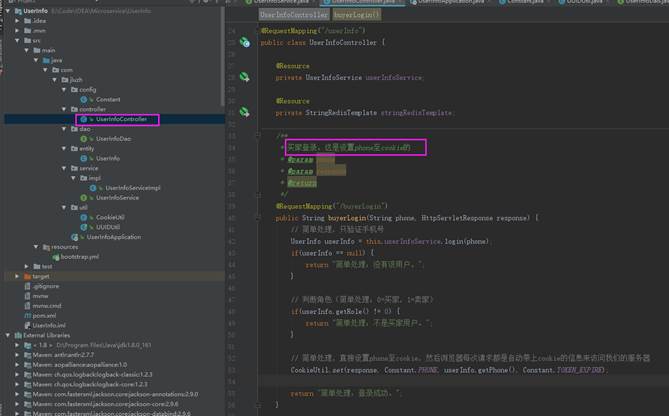 UserInfoService.java
UserInfoController.java
UserInfoApplication.java
Constant.java
UUIDUtil.java
UserInfoDao.java
UserInfo E:\Code\IDEA\Microservice\UserInfo
.idea
.mvn
src
main
java
com
jiuzh
config
Constant
controller
UserInfoController
dao
UserInfoDao
entity
UserInfo
service
impl
UserInfoServiceImpl
UserInfoService
util
CookieUtil
UUIDUtil
UserInfoApplication
resources
bootstrap.yml
test
target
.gitignore
mvnw
mvnw.cmd
pom.xml
UserInfo.iml
External Libraries
< 1.8 > D:\Program Files\Java\jdk1.8.0_161
Maven: antlr:antlr:2.7.7
Maven: aopalliance:aopalliance:1.0
Maven: ch.qos.logback:logback-classic:1.2.3
Maven: ch.qos.logback:logback-core:1.2.3
Maven: com.fasterxml.jackson.core:jackson-annotations:2.9.0
Maven: com.fasterxml.jackson.core:jackson-core:2.9.6
Maven: com.fasterxml.jackson.core:jackson-databind:2.9.6
UserInfoController buyerLogin()
@RequestMapping("/userInfo")
public class UserInfoController {
@Resource
private UserInfoService userInfoService;
@Resource
private StringRedisTemplate stringRedisTemplate;
/**
* 买家登录，这是设置phone至cookie的
* @param phone
* @param response
* @return
*/
@RequestMapping("/buyerLogin")
public String buyerLogin(String phone, HttpServletResponse response) {
// 简单处理，只验证手机号
UserInfo userInfo = this.userInfoService.login(phone);
if(userInfo == null) {
return "简单处理，没有该用户。";
}
// 判断角色（简单处理，0=买家，1=卖家）
if(userInfo.getRole() != 0) {
return "简单处理，不是买家用户。";
}
// 简单处理，直接设置phone至cookie，然后浏览器每次请求都是自动带上cookie的信息来访问我们的服务器
CookieUtil.set(response, Constant.PHONE, userInfo.getPhone(), Constant.TOKEN_EXPIRE);
return "简单处理，登录成功。";
}